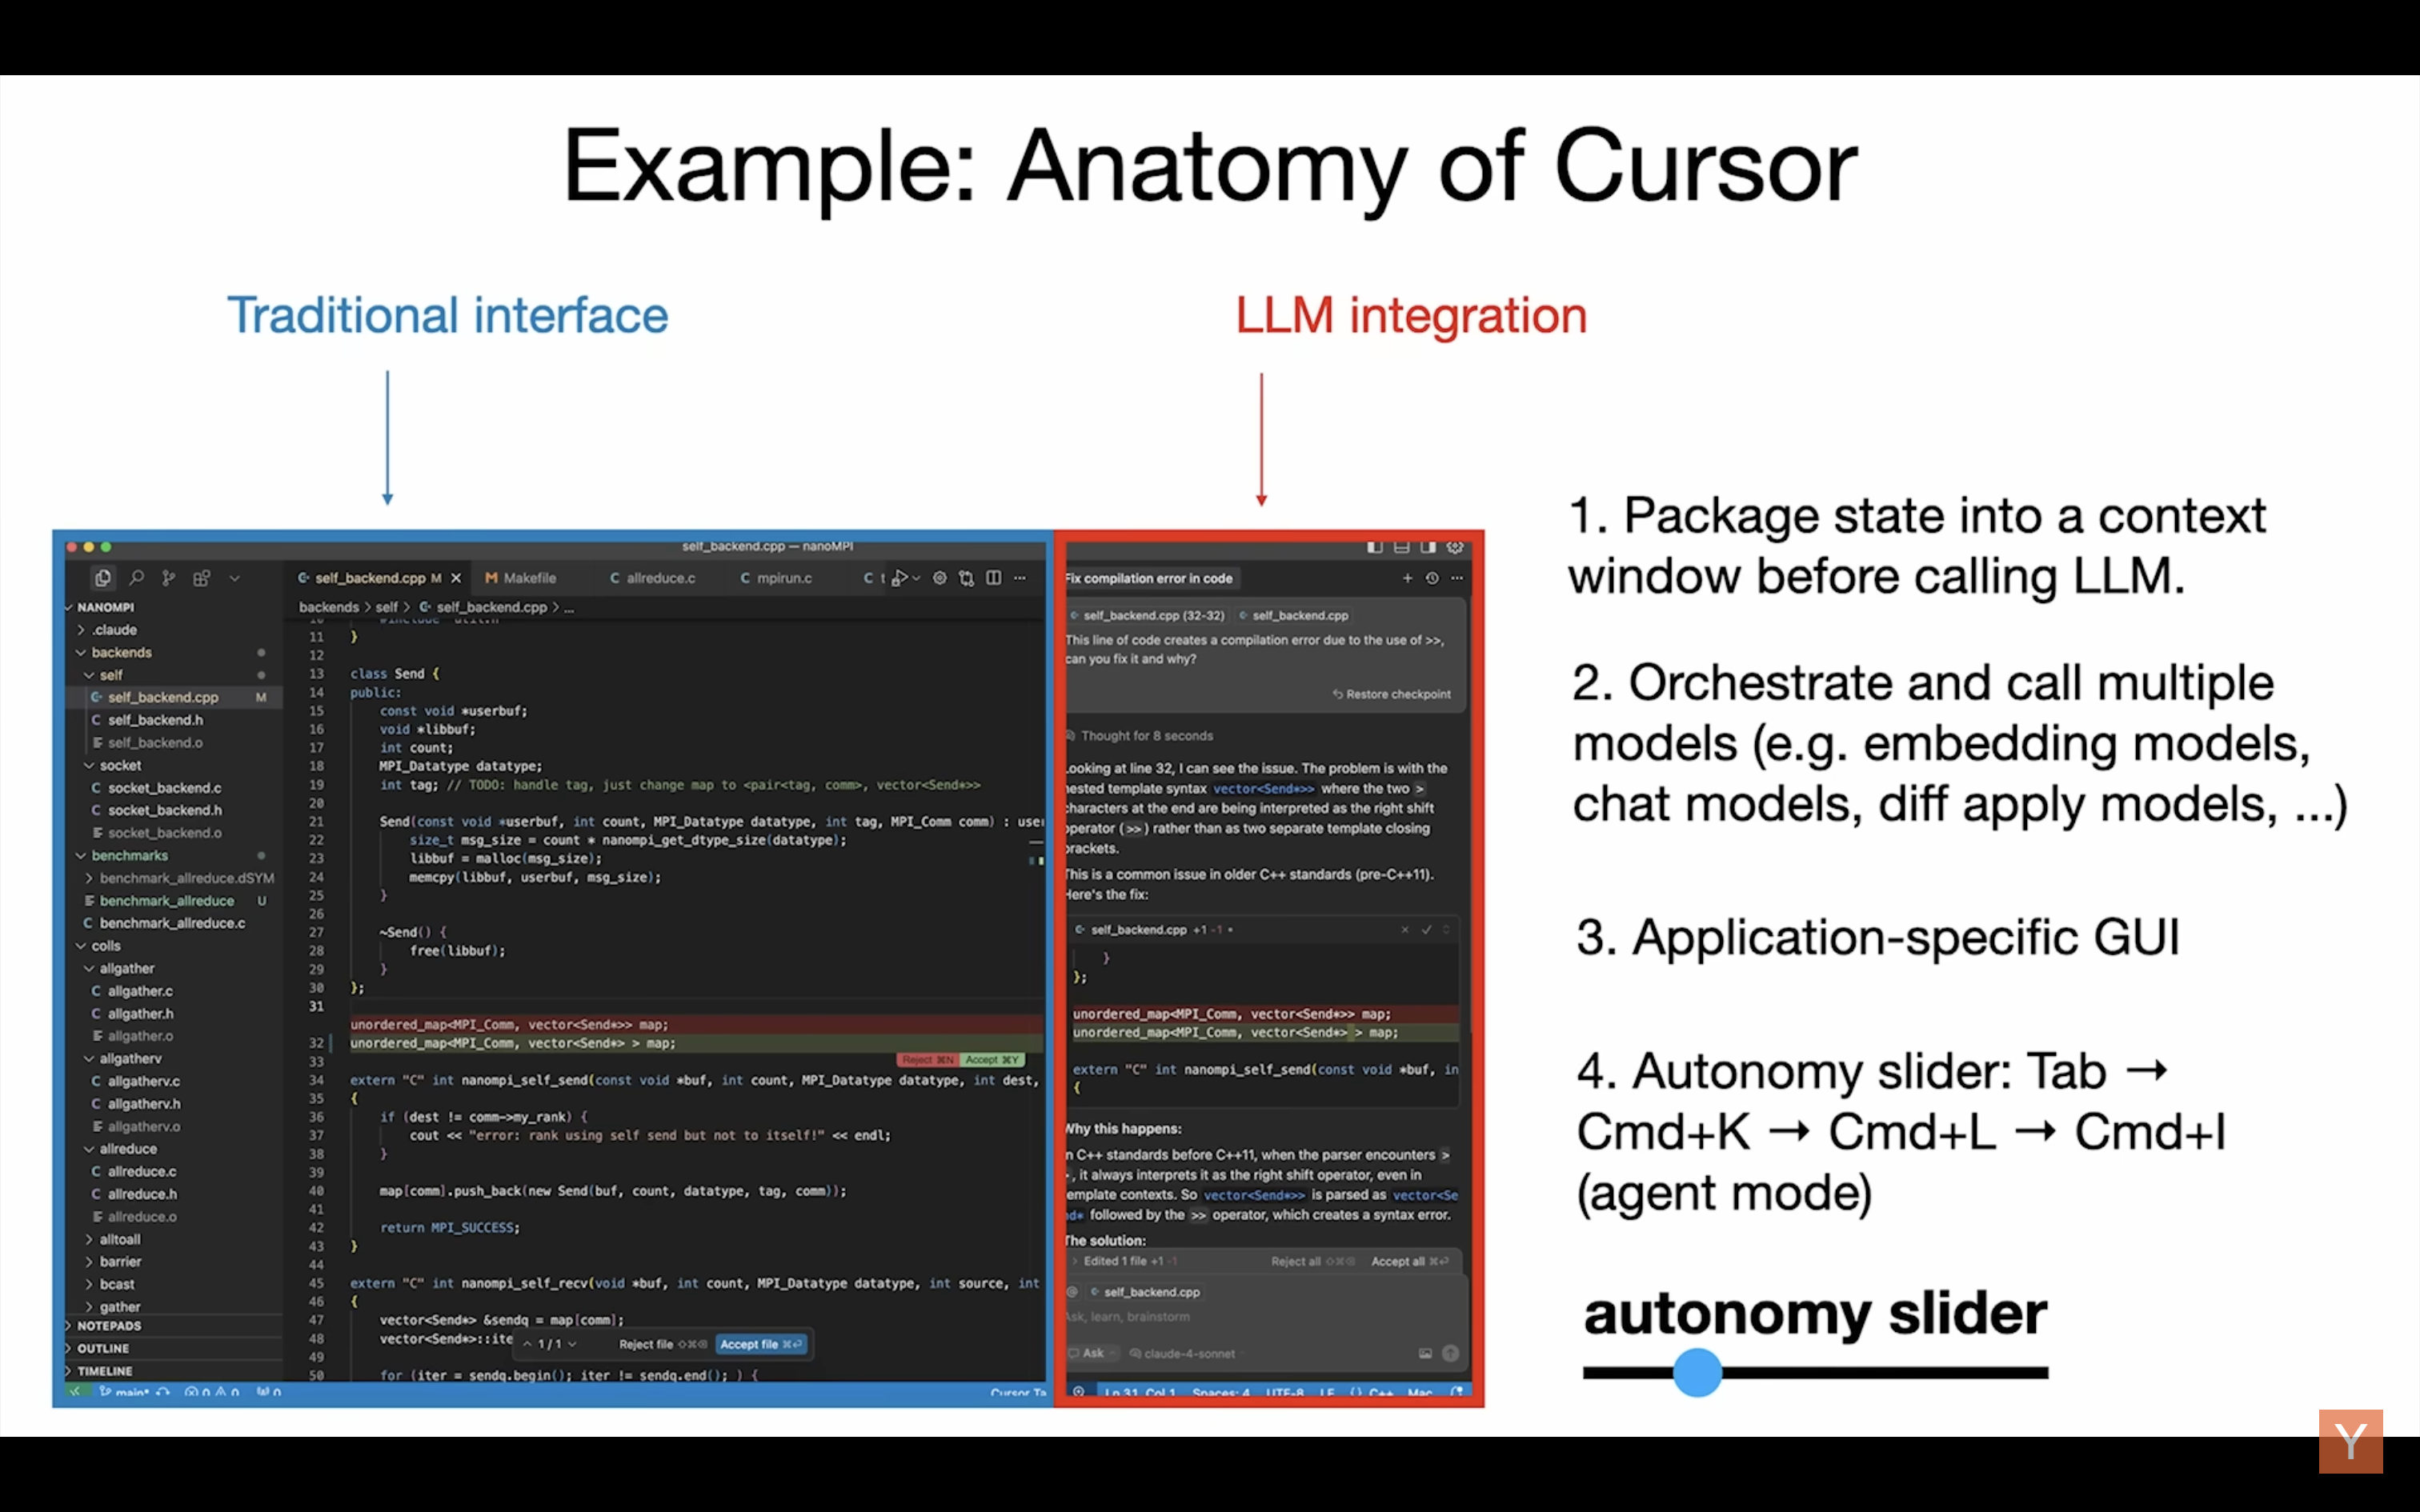 Example: Anatomy of Cursor
Traditional interface
LLM integration
self_backend.cpp — nanoMPI
NANOMPI
.claude
backends
self
self_backend.cpp M
self_backend.h
self_backend.o
socket
socket_backend.c
socket_backend.h
socket_backend.o
benchmarks
benchmark_allreduce.dSYM
benchmark_allreduce U
benchmark_allreduce.c
colls
allgather
allgather.c
allgather.h
allgather.o
allgatherv
allgatherv.c
allgatherv.h
allgatherv.o
allreduce
allreduce.c
allreduce.h
allreduce.o
alltoall
barrier
bcast
gather
NOTEPADS
OUTLINE
TIMELINE
main* 0 0 0
self_backend.cpp M Makefile allreduce.c mpirun.c t
backends > self > self_backend.cpp > ...
10 #include "util.h"
11 }
12
13 class Send {
14 public:
15 const void *userbuf;
16 void *libbuf;
17 int count;
18 MPI_Datatype datatype;
19 int tag; // TODO: handle tag, just change map to <pair<tag, comm>, vector<Send*>>
20
21 Send(const void *userbuf, int count, MPI_Datatype datatype, int tag, MPI_Comm comm) : user
22 size_t msg_size = count * nanompi_get_dtype_size(datatype);
23 libbuf = malloc(msg_size);
24 memcpy(libbuf, userbuf, msg_size);
25 }
26
27 ~Send() {
28 free(libbuf);
29 }
30 };
31
unordered_map<MPI_Comm, vector<Send*>> map;
32 unordered_map<MPI_Comm, vector<Send*> > map;
33 Reject ⌘N Accept ⌘Y
34 extern "C" int nanompi_self_send(const void *buf, int count, MPI_Datatype datatype, int dest,
35 {
36 if (dest != comm->my_rank) {
37 cout << "error: rank using self send but not to itself!" << endl;
38 }
39
40 map[comm].push_back(new Send(buf, count, datatype, tag, comm));
41
42 return MPI_SUCCESS;
43 }
44
45 extern "C" int nanompi_self_recv(void *buf, int count, MPI_Datatype datatype, int source, int
46 {
47 vector<Send*> &sendq = map[comm];
48 vector<Send*>::ite
1 / 1 Reject file Accept file
49
50 for (iter = sendq.begin(); iter != sendq.end(); ) {
Cursor Ta
Fix compilation error in code
self_backend.cpp (32-32) self_backend.cpp
This line of code creates a compilation error due to the use of >>,
can you fix it and why?
Restore checkpoint
Thought for 8 seconds
Looking at line 32, I can see the issue. The problem is with the
nested template syntax vector<Send*>> where the two >
characters at the end are being interpreted as the right shift
operator (>>) rather than as two separate template closing
brackets.
This is a common issue in older C++ standards (pre-C++11).
Here's the fix:
self_backend.cpp +1 -1 •
}
};
unordered_map<MPI_Comm, vector<Send*>> map;
unordered_map<MPI_Comm, vector<Send*> > map;
extern "C" int nanompi_self_send(const void *buf, in
{
Why this happens:
In C++ standards before C++11, when the parser encounters >
>, it always interprets it as the right shift operator, even in
template contexts. So vector<Send*>> is parsed as vector<Se
nd* followed by the >> operator, which creates a syntax error.
The solution:
Edited 1 file +1 -1 Reject all Accept all
@ self_backend.cpp
Ask, learn, brainstorm
Ask claude-4-sonnet
Ln 31, Col 1 Spaces: 4 UTF-8 LF {} C++ Mac
1. Package state into a context
window before calling LLM.
2. Orchestrate and call multiple
models (e.g. embedding models,
chat models, diff apply models, ...)
3. Application-specific GUI
4. Autonomy slider: Tab →
Cmd+K → Cmd+L → Cmd+I
(agent mode)
autonomy slider
Y